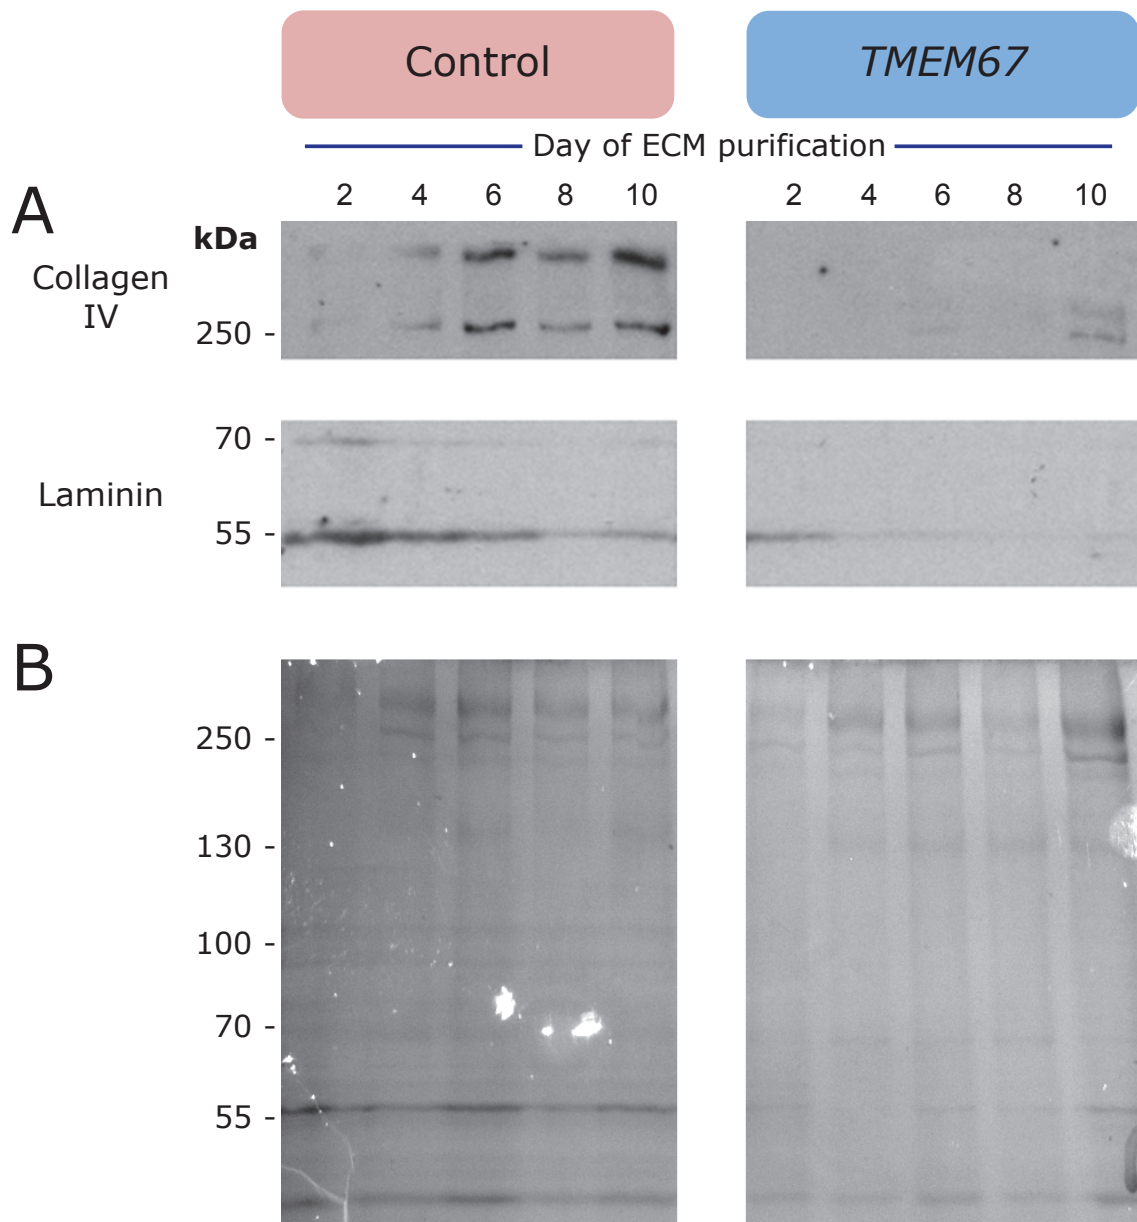 Control
TMEM67
Day of ECM purification
2 4 6 8 10 2 4 6 8 10
A
kDa
Collagen
IV
250 -
70 -
Laminin
55 -
B
250 -
130 -
100 -
70 -
55 -